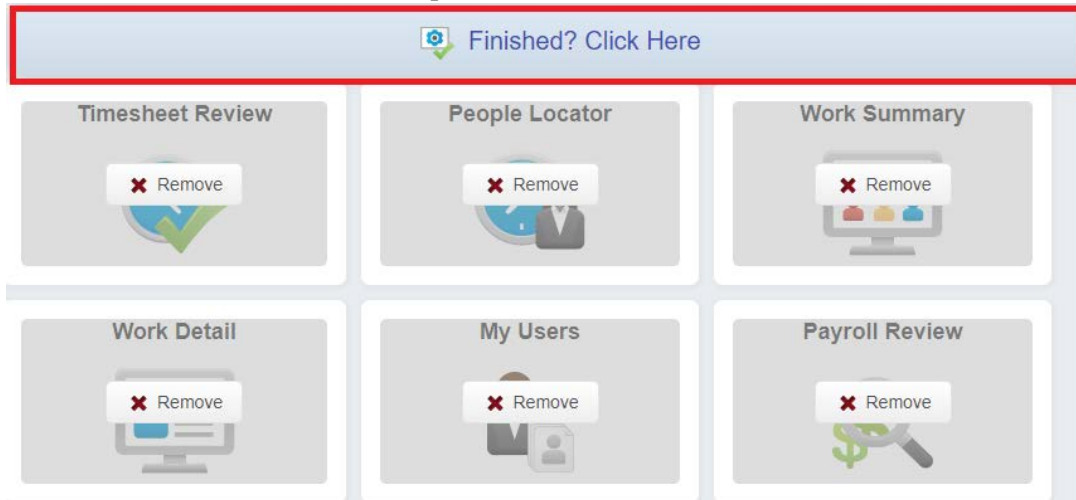 Finished? Click Here
Timesheet Review
People Locator
Work Summary
Remove
Remove
Remove
Work Detail
My Users
Payroll Review
Remove
Remove
Remove